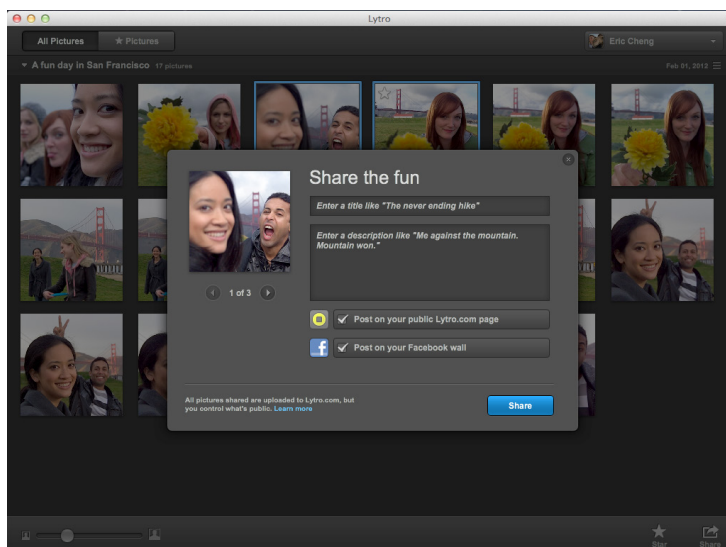 Lytro
All Pictures
★ Pictures
Eric Cheng
A fun day in San Francisco 17 pictures
Feb 01, 2012
Share the fun
Enter a title like "The never ending hike"
Enter a description like "Me against the mountain.
Mountain won."
1 of 3
Post on your public Lytro.com page
Post on your Facebook wall
All pictures shared are uploaded to Lytro.com, but
you control what's public. Learn more
Share
Star
Share